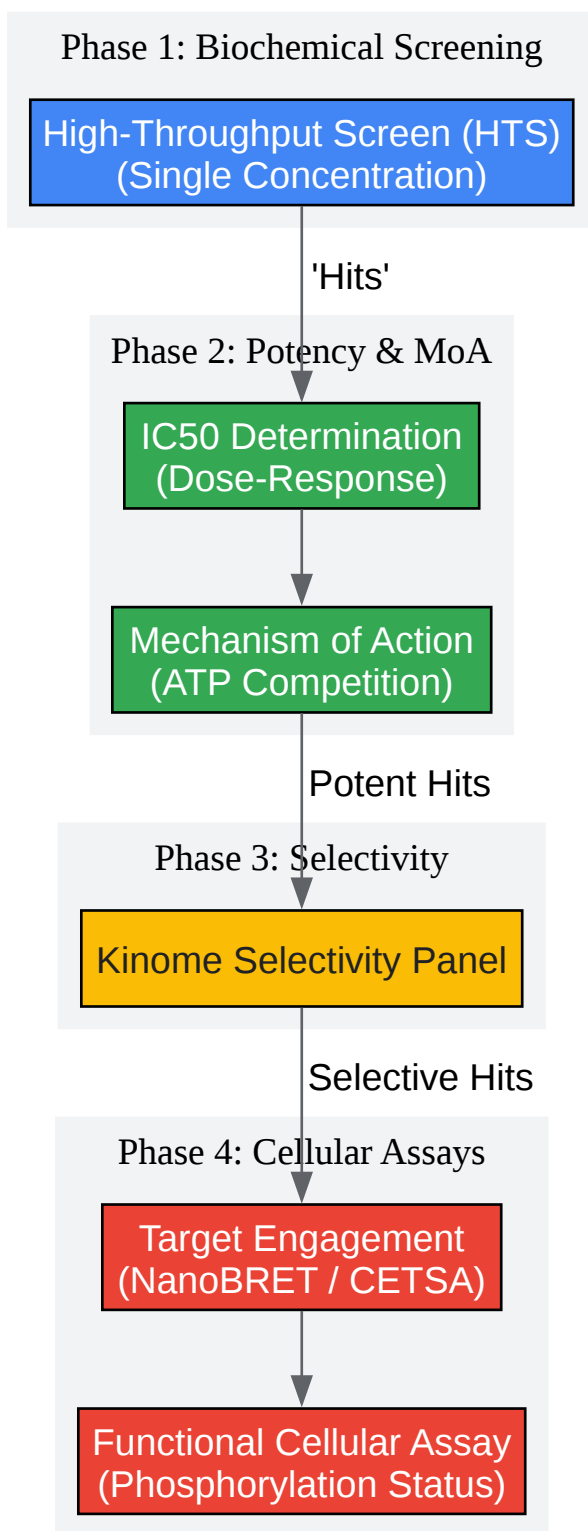 Phase 1: Biochemical Screening
High-Throughput Screen (HTS)
(Single Concentration)
'Hits'
Phase 2: Potency & MoA
IC50 Determination
(Dose-Response)
Mechanism of Action
(ATP Competition)
Potent Hits
Phase 3: Selectivity
Kinome Selectivity Panel
Selective Hits
Phase 4: Cellular Assays
Target Engagement
(NanoBRET / CETSA)
Functional Cellular Assay
(Phosphorylation Status)